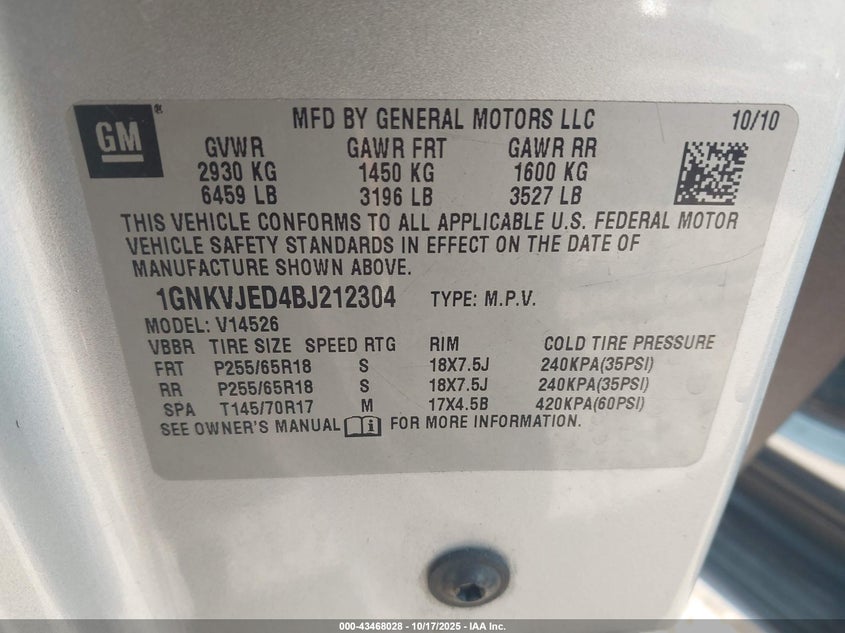 GM®
MFD BY GENERAL MOTORS LLC 10/10
GVWR GAWR FRT GAWR RR
2930 KG 1450 KG 1600 KG
6459 LB 3196 LB 3527 LB
THIS VEHICLE CONFORMS TO ALL APPLICABLE U.S. FEDERAL MOTOR
VEHICLE SAFETY STANDARDS IN EFFECT ON THE DATE OF
MANUFACTURE SHOWN ABOVE.
1GNKVJED4BJ212304 TYPE: M.P.V.
MODEL: V14526
VBBR TIRE SIZE SPEED RTG RIM COLD TIRE PRESSURE
FRT P255/65R18 S 18X7.5J 240KPA(35PSI)
RR P255/65R18 S 18X7.5J 240KPA(35PSI)
SPA T145/70R17 M 17X4.5B 420KPA(60PSI)
SEE OWNER'S MANUAL i FOR MORE INFORMATION.
000-43468028 - 10/17/2025 - IAA Inc.